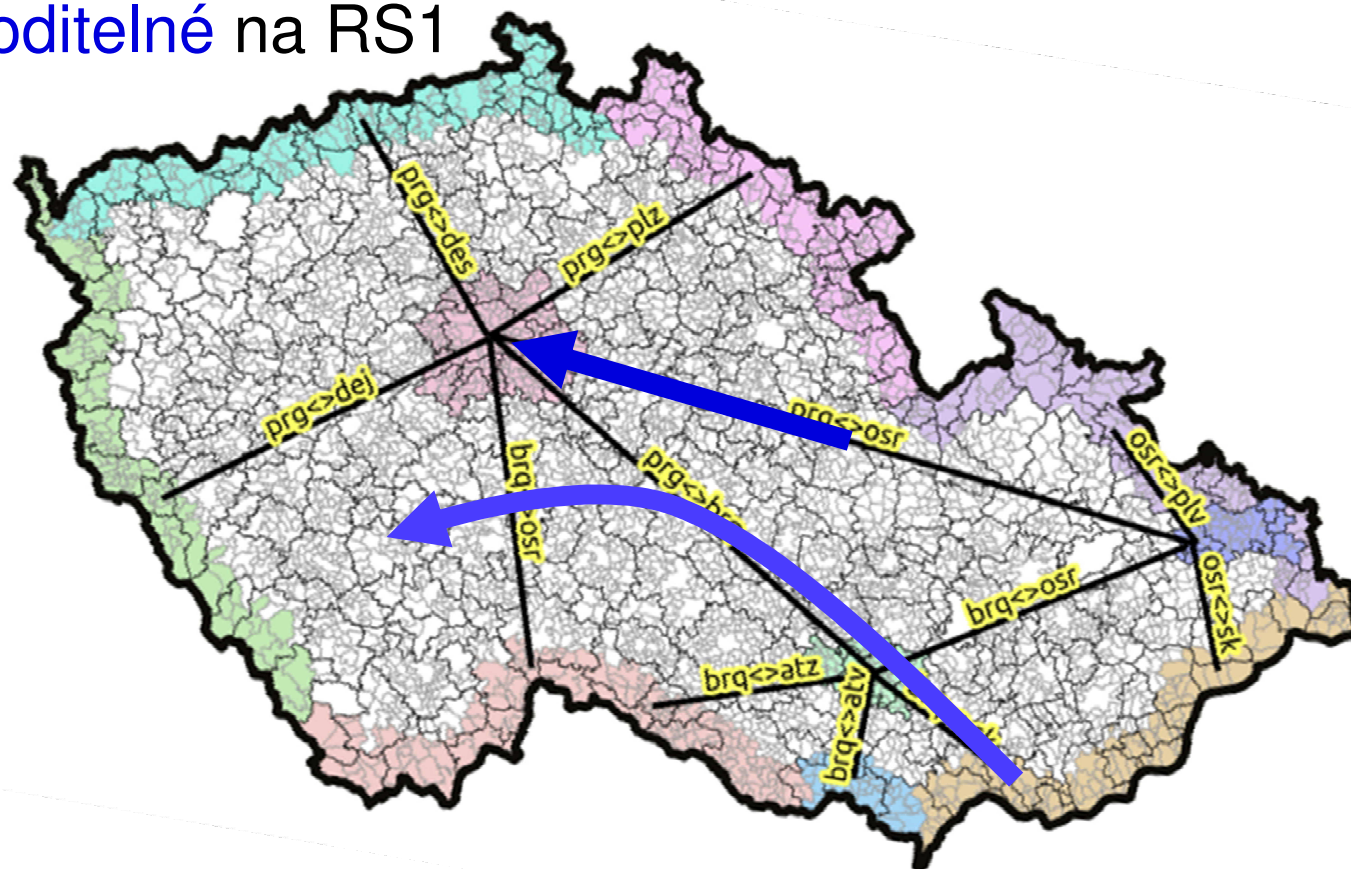 oditelné na RS1
prg<>des
prg<>plz
prg<>dej
prg<>osr
brq<>osr
osr<>plv
brq<>osr
osr<>sk
brq<>atz
brq<>atv